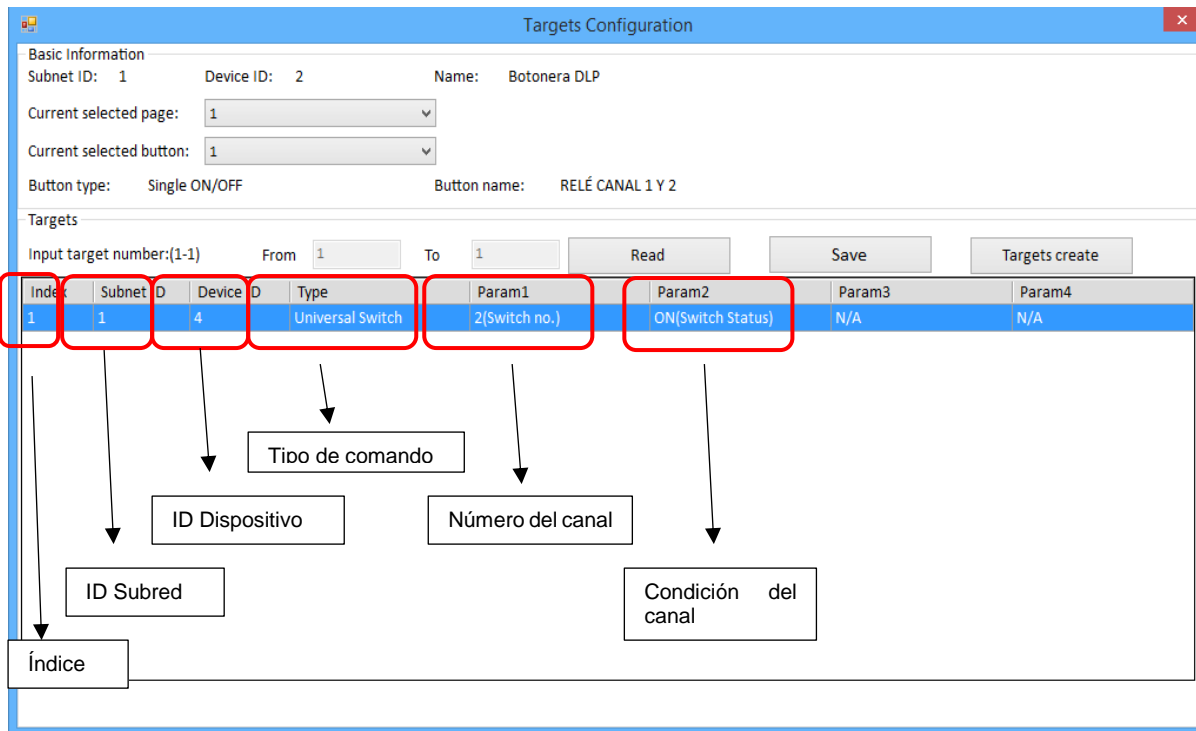 Targets Configuration
Basic Information
Subnet ID: 1 Device ID: 2 Name: Botonera DLP
Current selected page: 1
Current selected button: 1
Button type: Single ON/OFF Button name: RELÉ CANAL 1 Y 2
Targets
Input target number:(1-1) From 1 To 1 Read Save Targets create
Index Subnet ID Device ID Type Param1 Param2 Param3 Param4
1 1 4 Universal Switch 2(Switch no.) ON(Switch Status) N/A N/A
Tipo de comando
ID Dispositivo
Número del canal
ID Subred
Condición del
canal
Índice